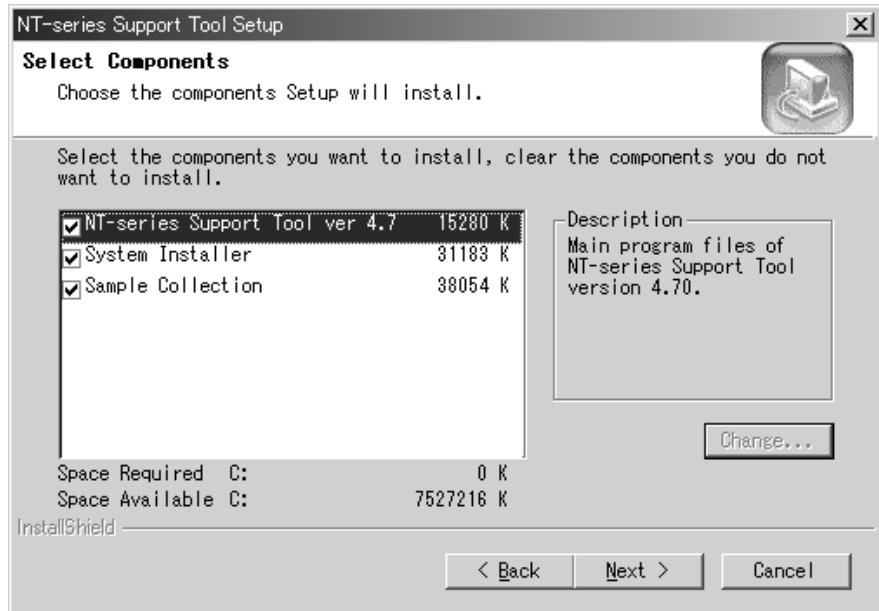 NT-series Support Tool Setup
Select Components
Choose the components Setup will install.
Select the components you want to install, clear the components you do not
want to install.
NT-series Support Tool ver 4.7 15280 K
System Installer 31183 K
Sample Collection 38054 K
Description
Main program files of
NT-series Support Tool
version 4.70.
Change...
Space Required C: 0 K
Space Available C: 7527216 K
InstallShield
< Back
Next >
Cancel